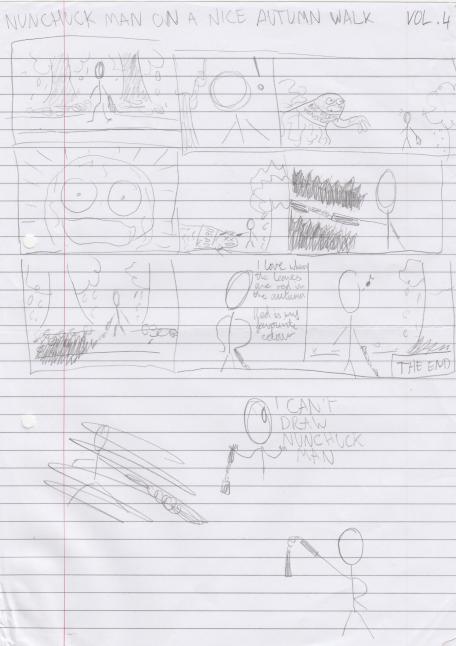 NUNCHUCK MAN ON A NICE AUTUMN WALK VOL.4
!
I love when
the leaves
are red in
the autumn
Red is my
favourite
colour
THE END
I CAN'T
DRAW
NUNCHUCK
MAN